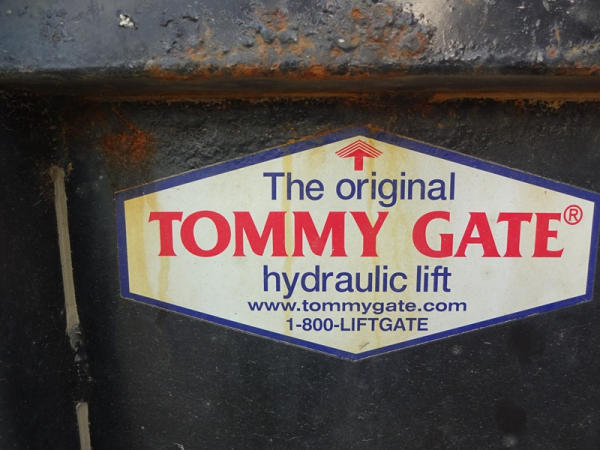 The original
TOMMY GATE®
hydraulic lift
www.tommygate.com
1-800-LIFTGATE